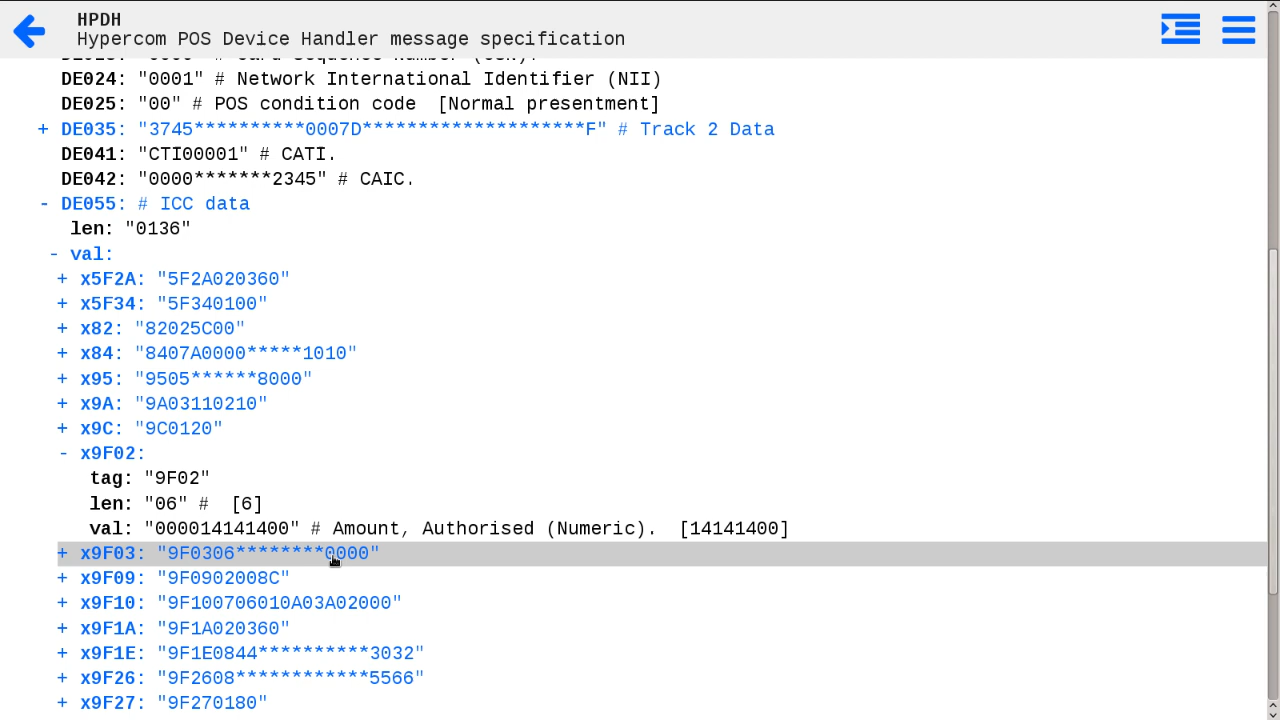 HPDH
Hypercom POS Device Handler message specification
DE024: "0001" # Network International Identifier (NII)
DE025: "00" # POS condition code  [Normal presentment]
+ DE035: "3745**********0007D********************F" # Track 2 Data
DE041: "CTI00001" # CATI.
DE042: "0000*******2345" # CAIC.
- DE055: # ICC data
len: "0136"
- val:
+ x5F2A: "5F2A020360"
+ x5F34: "5F340100"
+ x82: "82025C00"
+ x84: "8407A0000*****1010"
+ x95: "9505******8000"
+ x9A: "9A03110210"
+ x9C: "9C0120"
- x9F02:
tag: "9F02"
len: "06" #  [6]
val: "000014141400" # Amount, Authorised (Numeric).  [14141400]
+ x9F03: "9F0306********0000"
+ x9F09: "9F0902008C"
+ x9F10: "9F100706010A03A02000"
+ x9F1A: "9F1A020360"
+ x9F1E: "9F1E0844**********3032"
+ x9F26: "9F2608************5566"
+ x9F27: "9F270180"